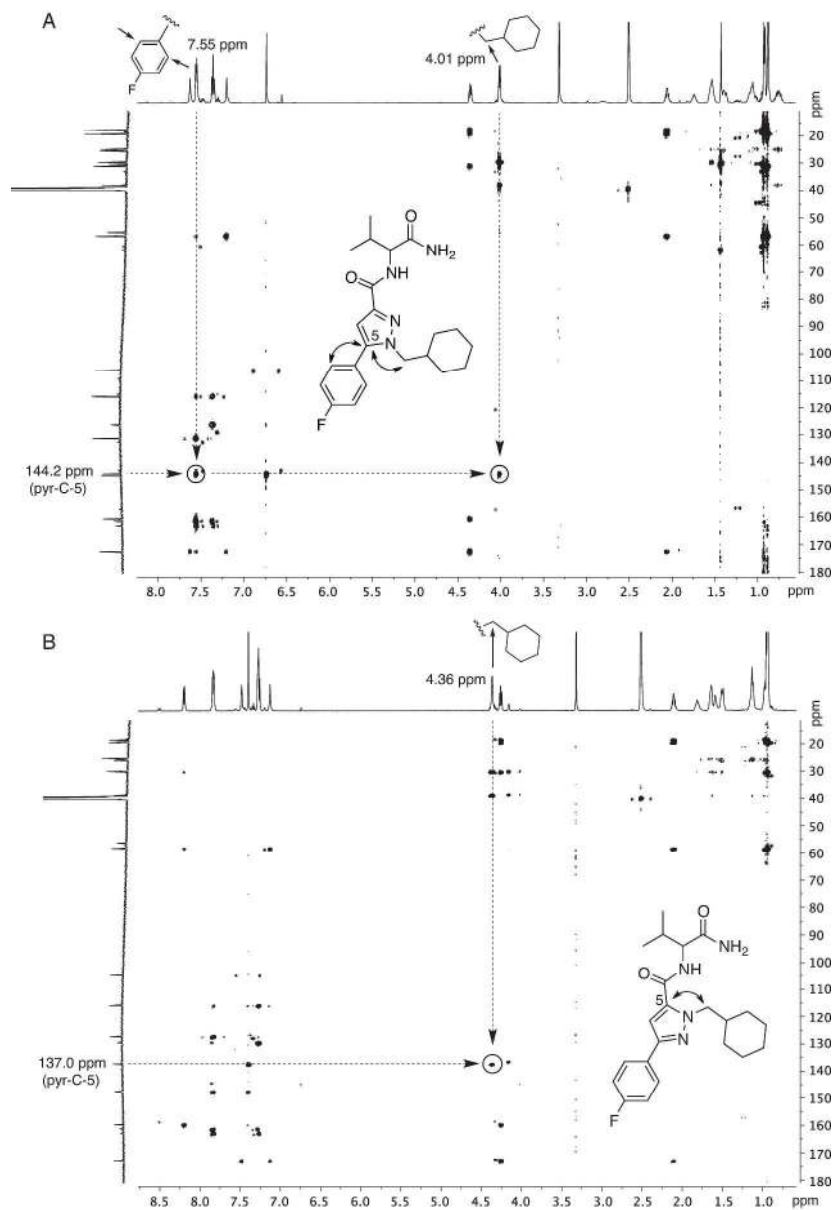 A
7.55 ppm
F
4.01 ppm
ppm
20
30
40
50
60
70
80
90
100
110
120
130
140
150
160
170
180
O
NH2
O
NH
N
5
N
F
144.2 ppm
(pyr-C-5)
8.0 7.5 7.0 6.5 6.0 5.5 5.0 4.5 4.0 3.5 3.0 2.5 2.0 1.5 1.0 ppm
B
4.36 ppm
ppm
20
30
40
50
60
70
80
90
100
110
120
130
140
150
160
170
180
O
NH2
O
NH
5
N
N
F
137.0 ppm
(pyr-C-5)
8.5 8.0 7.5 7.0 6.5 6.0 5.5 5.0 4.5 4.0 3.5 3.0 2.5 2.0 1.5 1.0 ppm